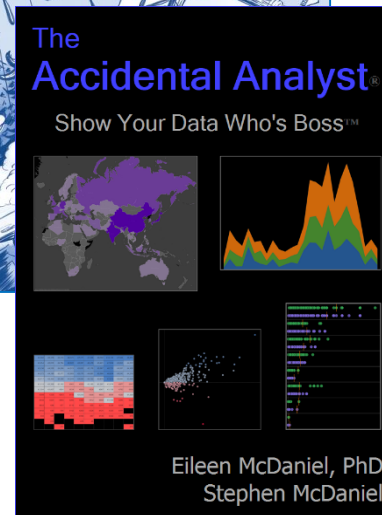 The
Accidental Analyst®
Show Your Data Who's Boss™
Eileen McDaniel, PhD
Stephen McDaniel